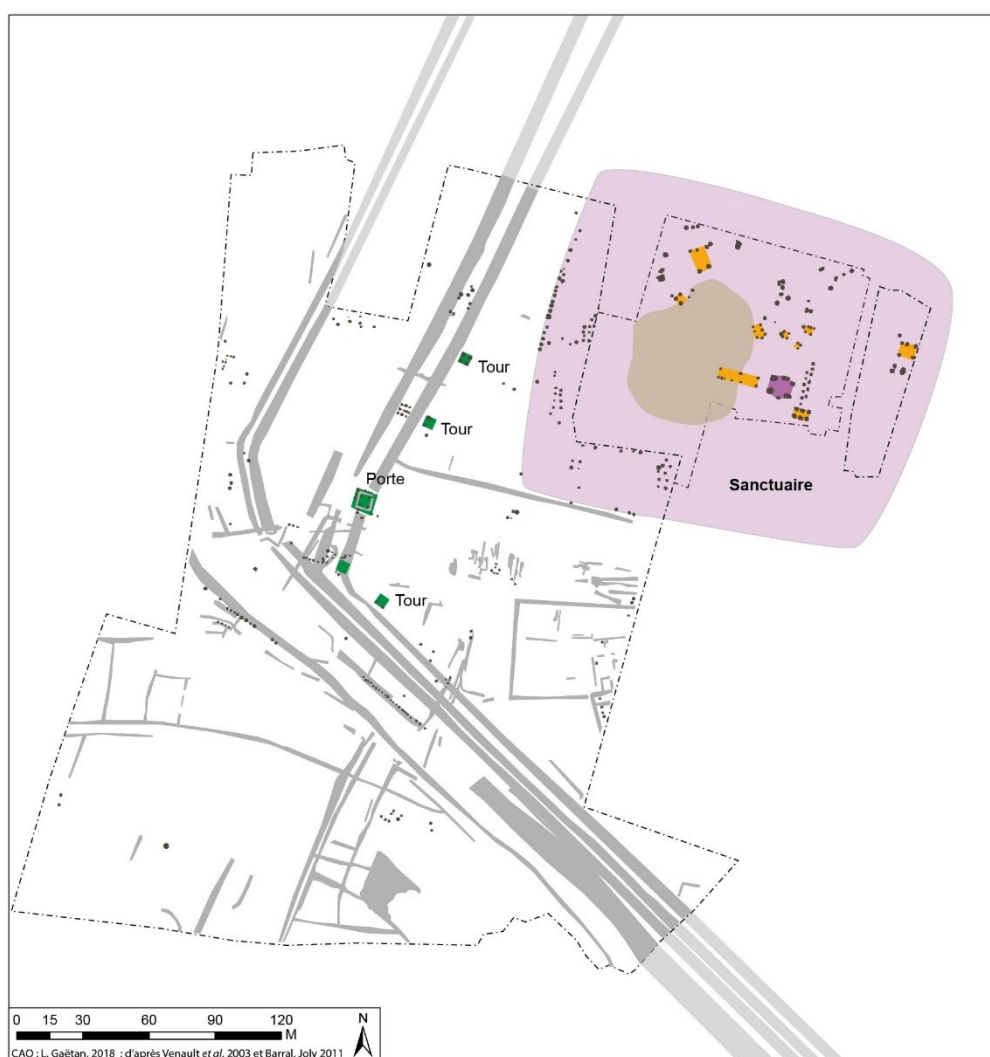 Tour
Tour
Porte
Sanctuaire
Tour
0 15 30 60 90 120
M
N
CAO : L. Gaëtan, 2018 ; d'après Venault et al. 2003 et Barral, Joly 2011